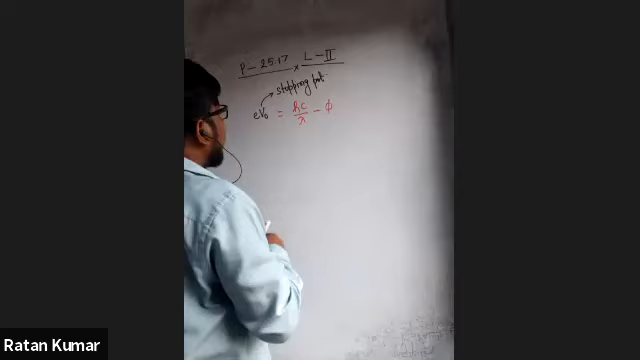 P - 25.17 × L - II
stopping pot.
eV₀ = hc/λ - φ
Ratan Kumar